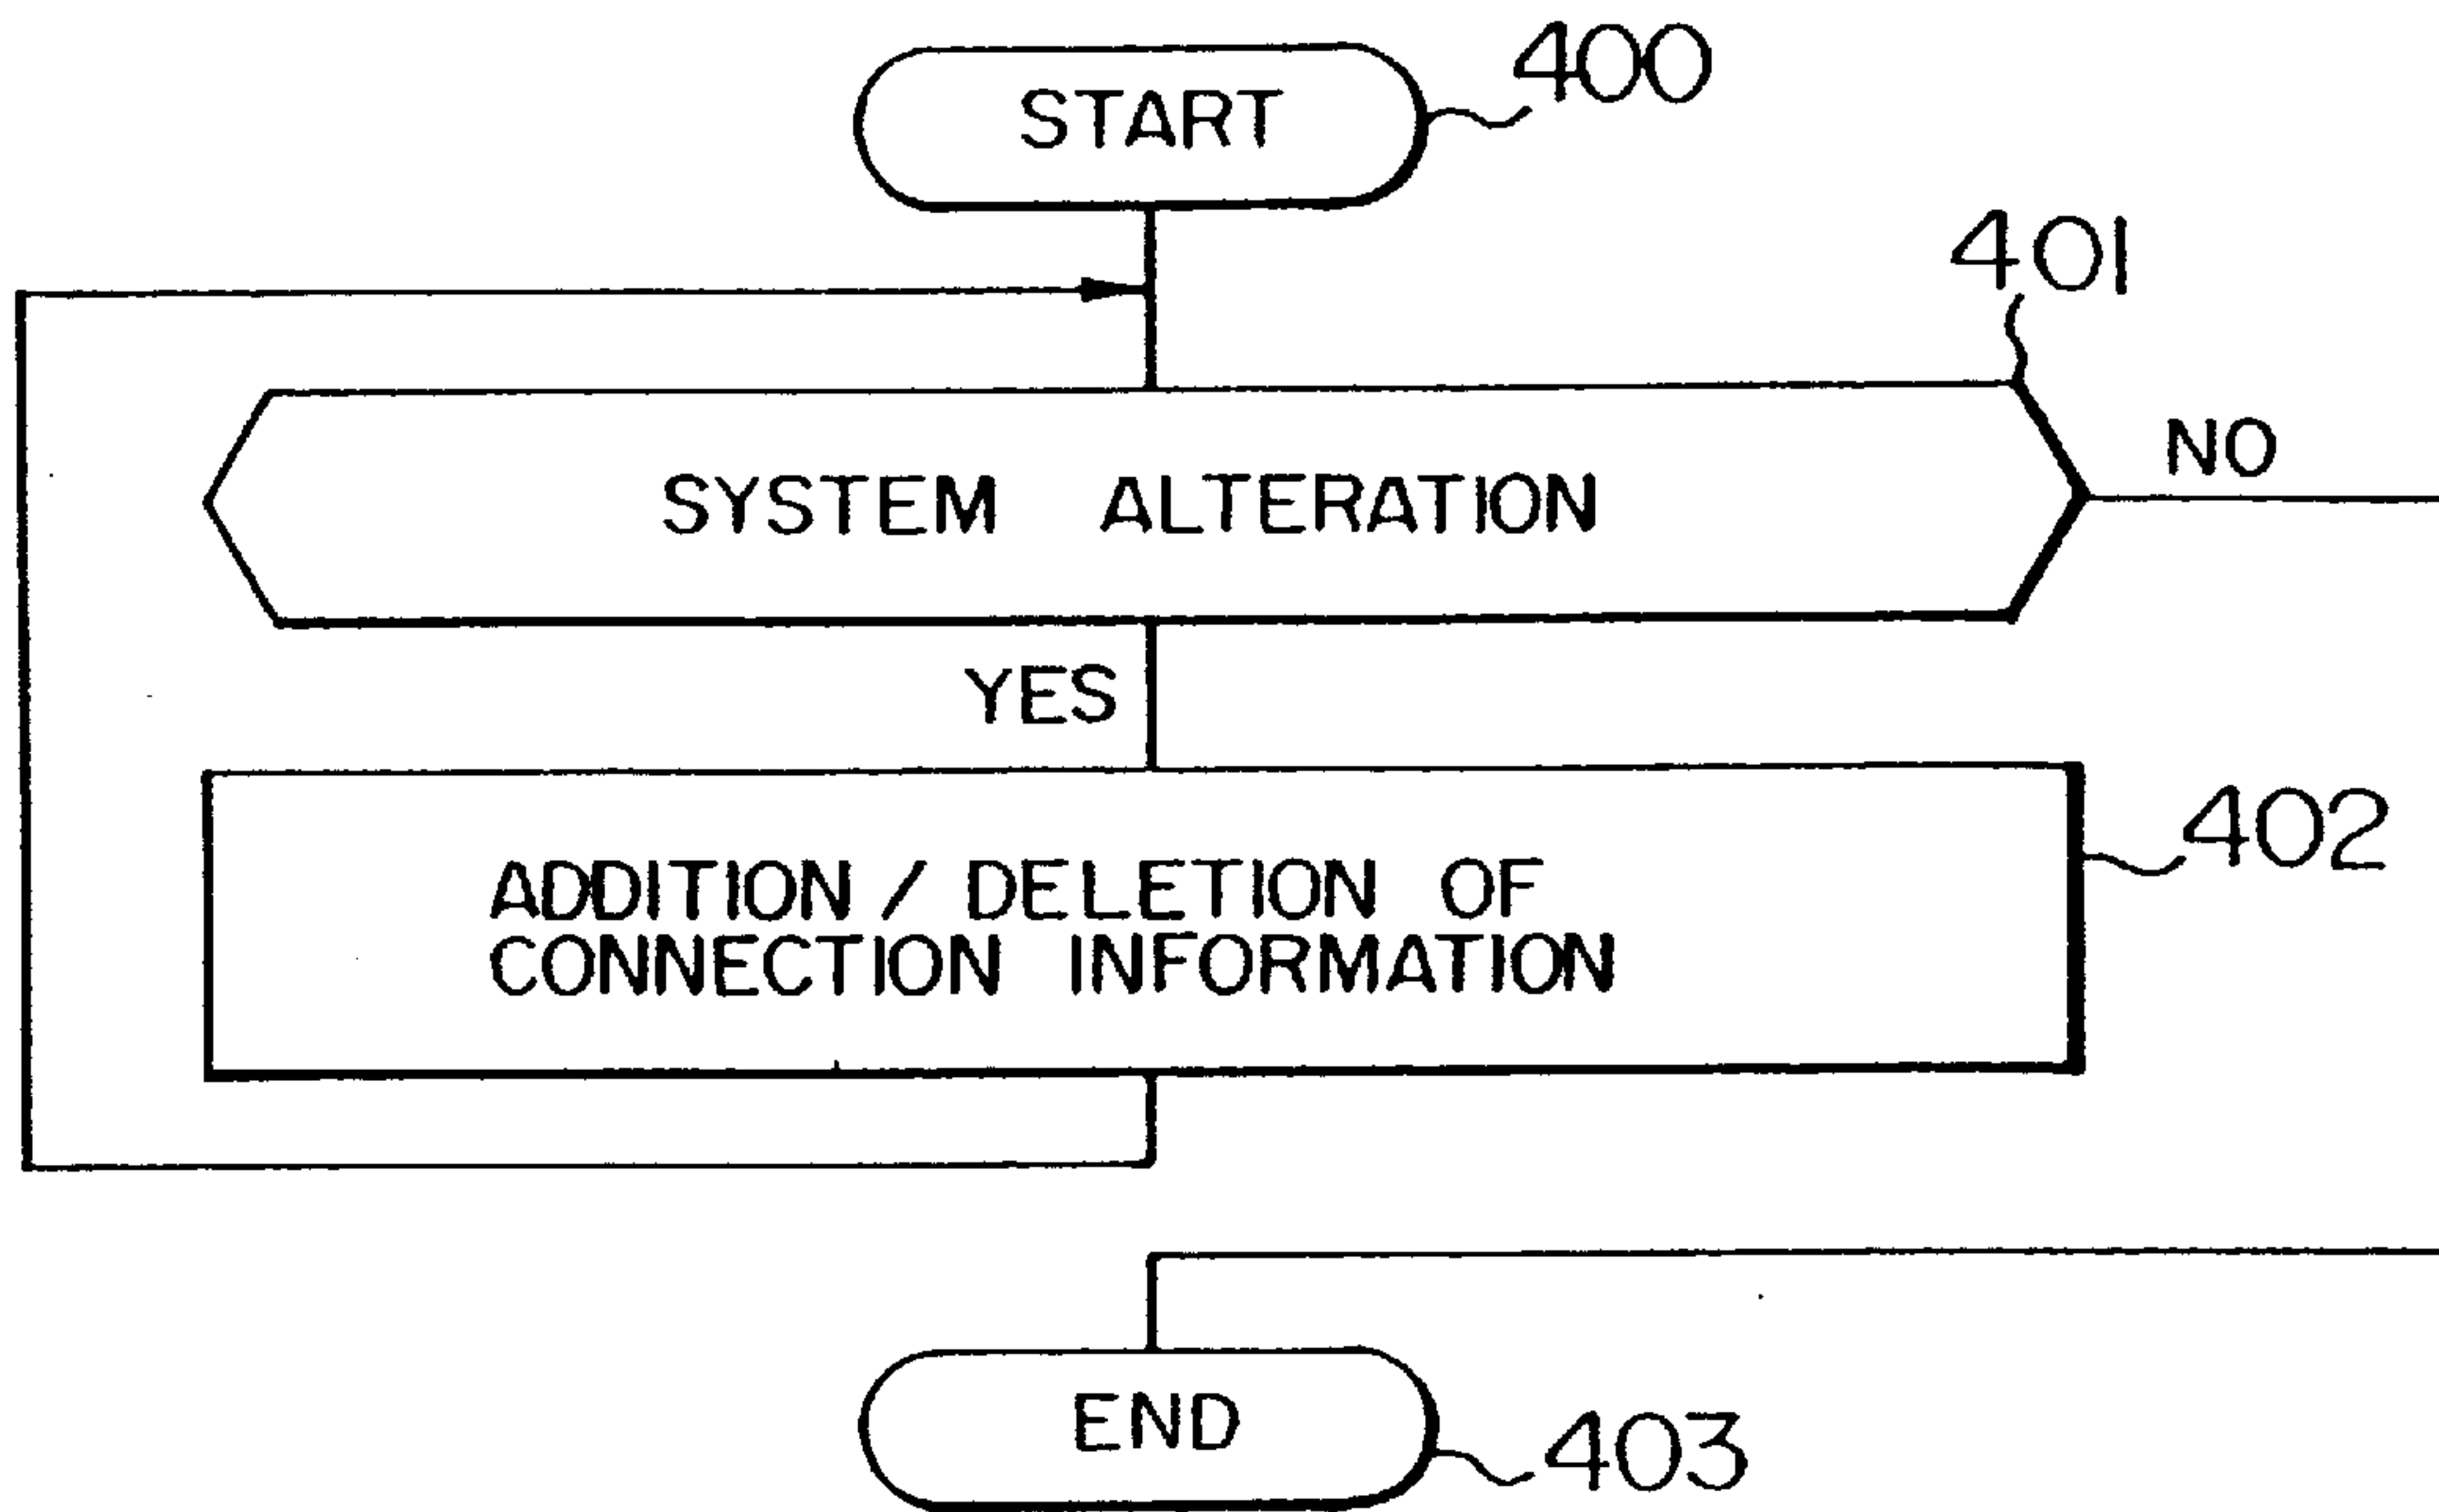 START
400
401
SYSTEM ALTERATION
NO
YES
ADDITION / DELETION OF
CONNECTION INFORMATION
402
END
403